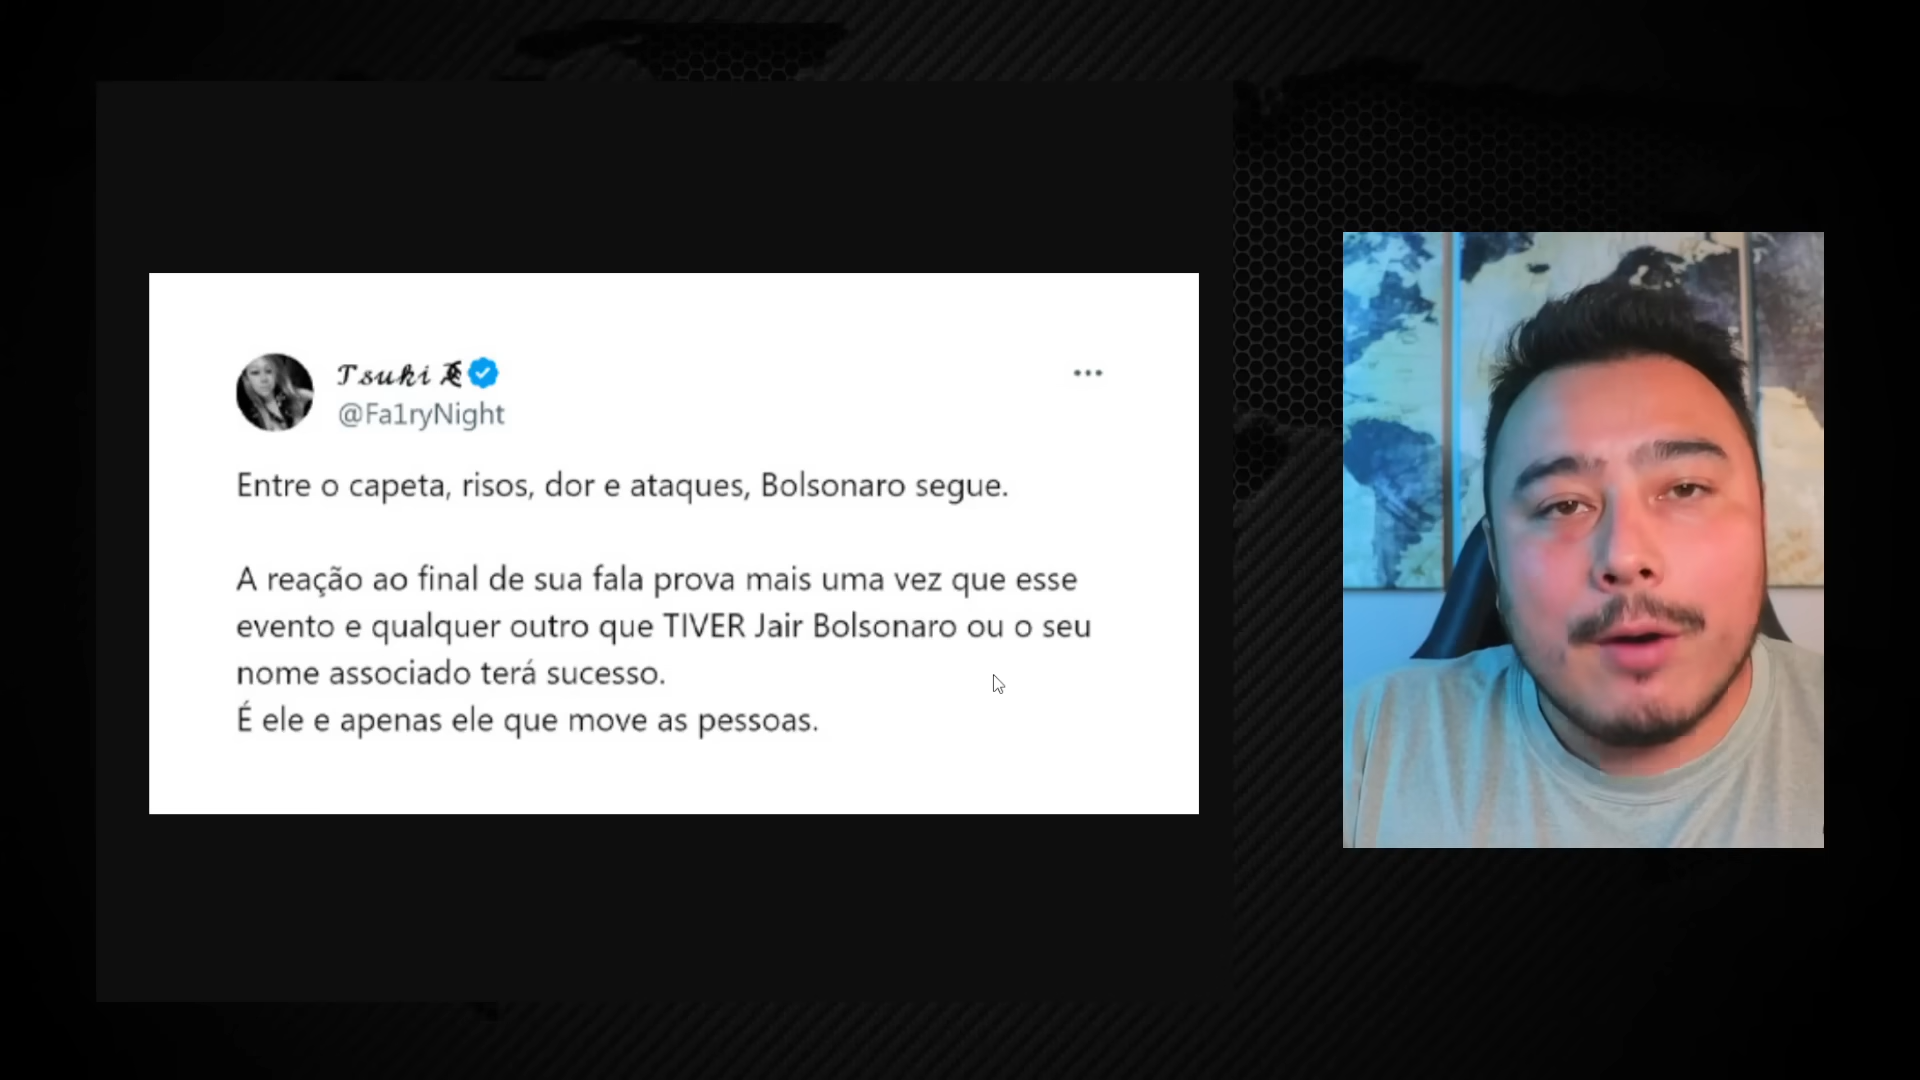 Tsuki
@Fa1ryNight
Entre o capeta, risos, dor e ataques, Bolsonaro segue.
A reação ao final de sua fala prova mais uma vez que esse
evento e qualquer outro que TIVER Jair Bolsonaro ou o seu
nome associado terá sucesso.
É ele e apenas ele que move as pessoas.